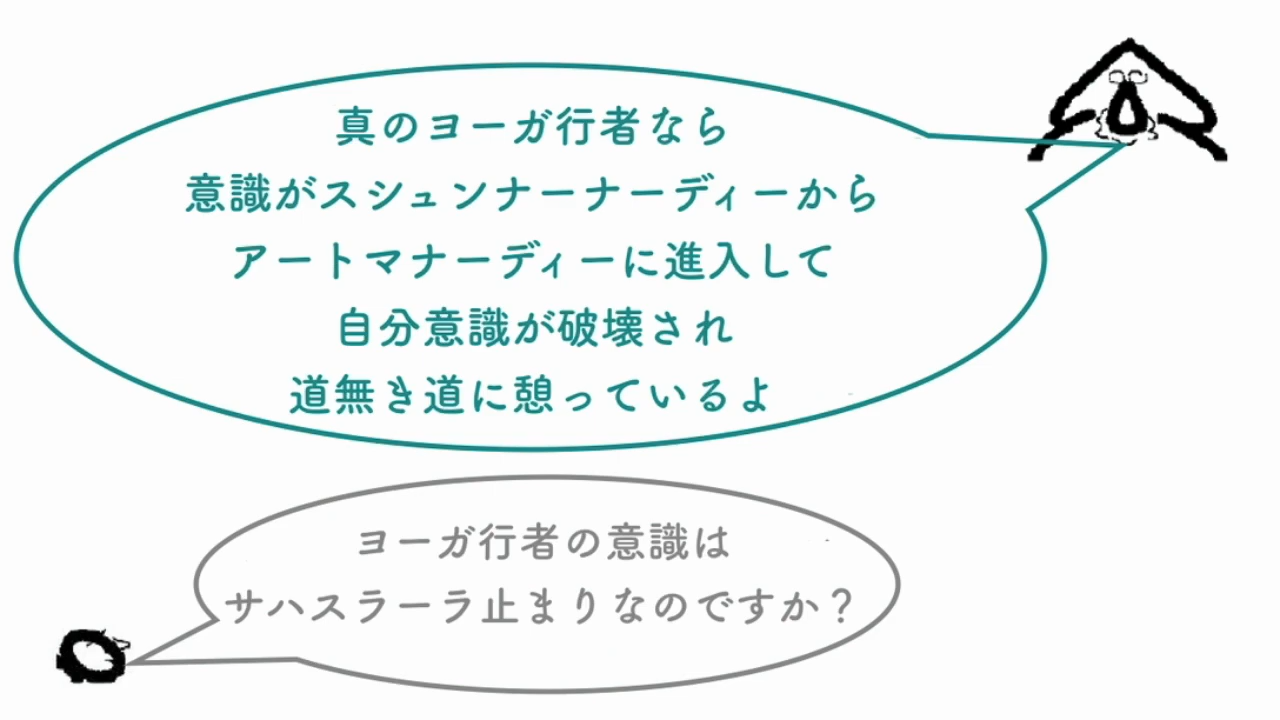 真のヨーガ行者なら
意識がスシュンナーナーディーから
アートマナーディーに進入して
自分意識が破壊され
道無き道に憩っているよ
ヨーガ行者の意識は
サハスラーラ止まりなのですか？